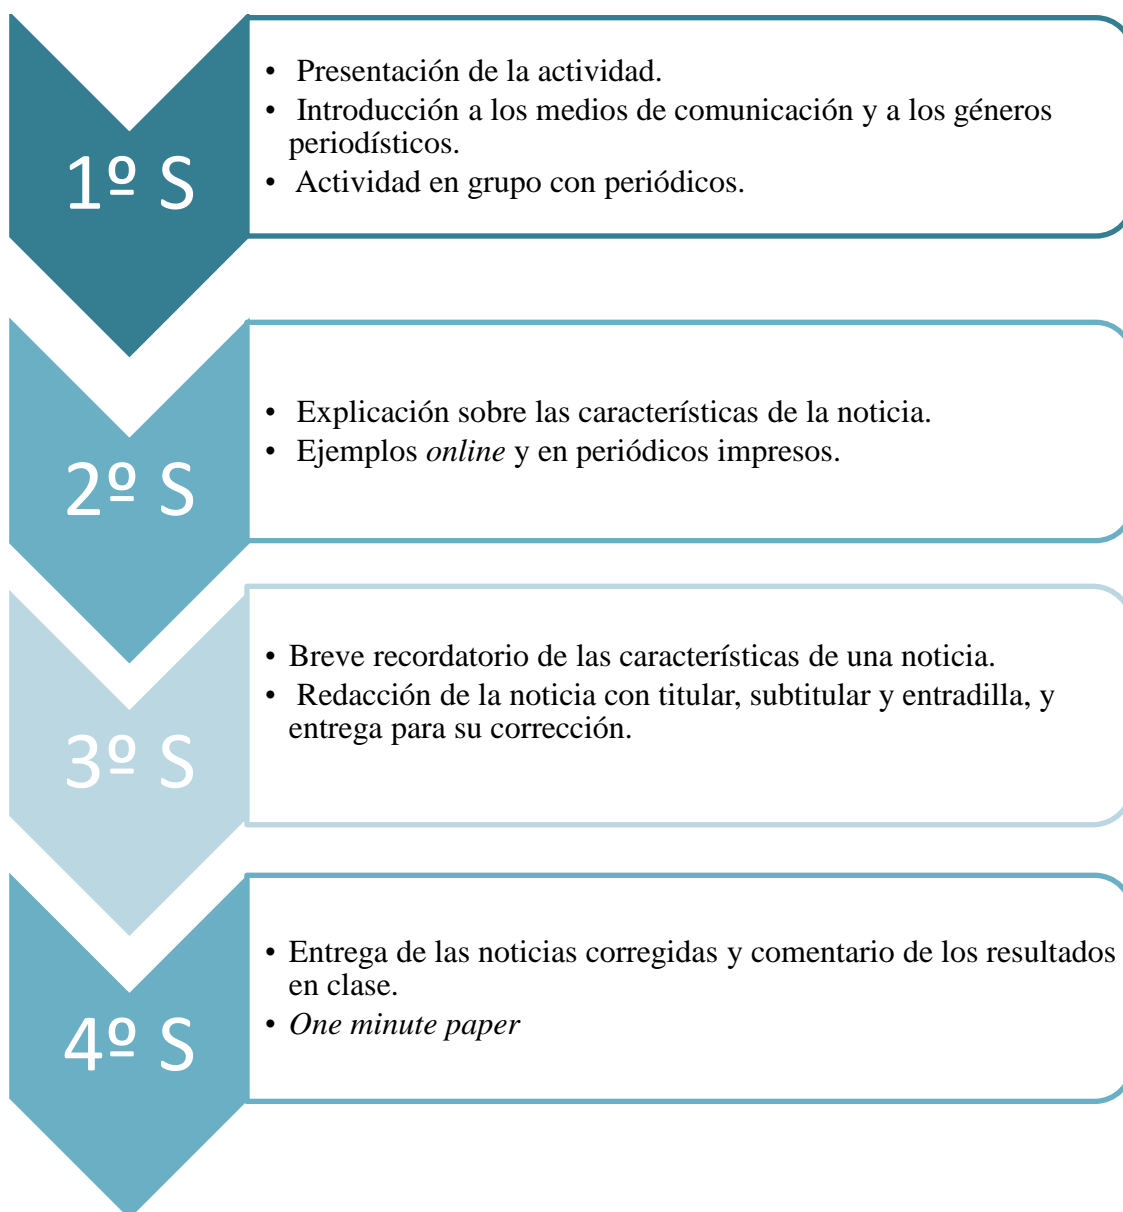 1º S
• Presentación de la actividad.
• Introducción a los medios de comunicación y a los géneros
periodísticos.
• Actividad en grupo con periódicos.
2º S
• Explicación sobre las características de la noticia.
• Ejemplos online y en periódicos impresos.
3º S
• Breve recordatorio de las características de una noticia.
• Redacción de la noticia con titular, subtitular y entradilla, y
entrega para su corrección.
4º S
• Entrega de las noticias corregidas y comentario de los resultados
en clase.
• One minute paper